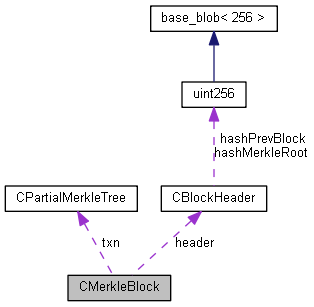 base_blob< 256 >
uint256
hashPrevBlock
hashMerkleRoot
CPartialMerkleTree
CBlockHeader
txn
header
CMerkleBlock